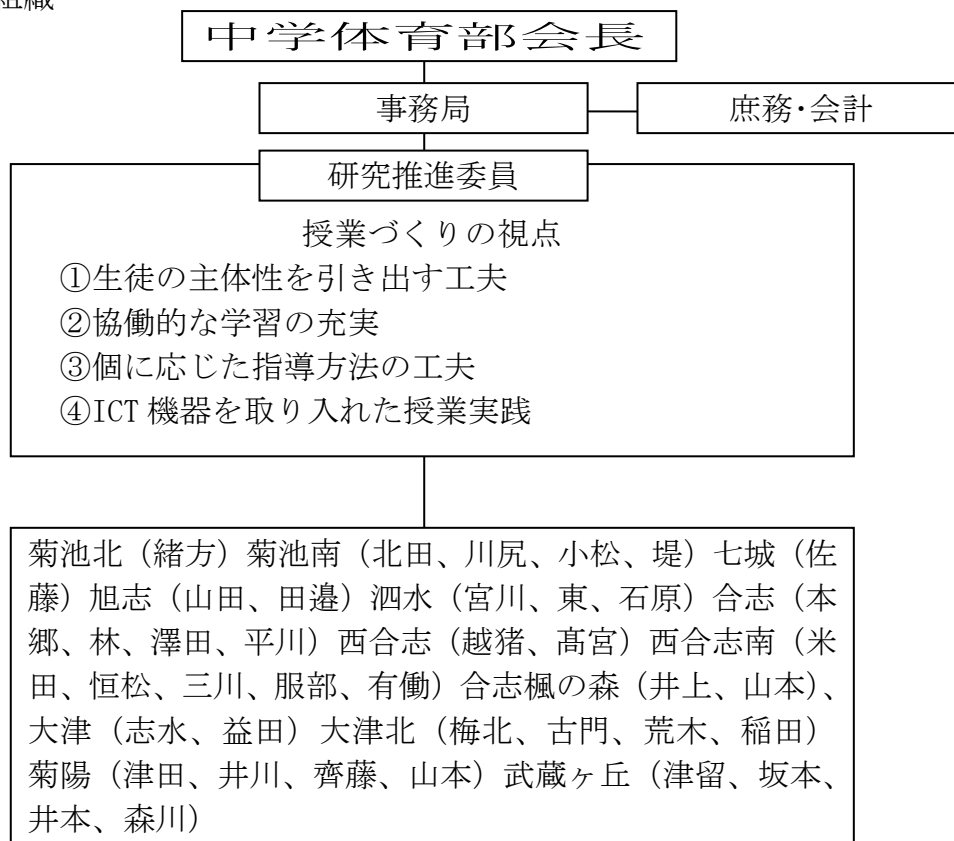 組織
中学体育部会長
事務局
庶務・会計
研究推進委員
授業づくりの視点
①生徒の主体性を引き出す工夫
②協働的な学習の充実
③個に応じた指導方法の工夫
④ICT 機器を取り入れた授業実践
菊池北（緒方）菊池南（北田、川尻、小松、堤）七城（佐
藤）旭志（山田、田邉）泗水（宮川、東、石原）合志（本
郷、林、澤田、平川）西合志（越猪、髙宮）西合志南（米
田、恒松、三川、服部、有働）合志楓の森（井上、山本）、
大津（志水、益田）大津北（梅北、古門、荒木、稲田）
菊陽（津田、井川、齊藤、山本）武蔵ヶ丘（津留、坂本、
井本、森川）